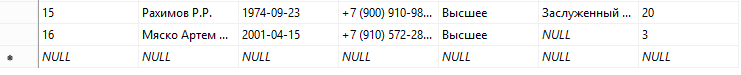 15 Рахимов Р.Р. 1974-09-23 +7 (900) 910-98... Высшее Заслуженный ... 20
16 Мяско Артем ... 2001-04-15 +7 (910) 572-28... Высшее NULL 3
NULL NULL NULL NULL NULL NULL NULL